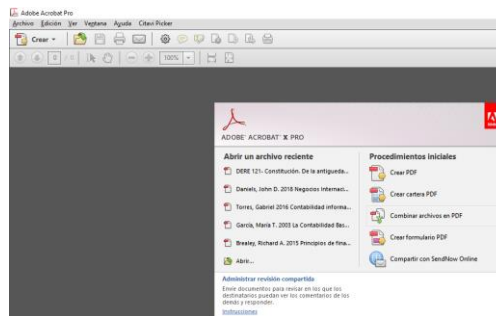 Adobe Acrobat Pro
Archivo Edición Ver Ventana Ayuda Citavi Picker
Crear
0 / 0 100%
ADOBE® ACROBAT® X PRO
Abrir un archivo reciente
DERE 121- Constitución. De la antigueda...
Daniels, John D. 2016 Negocios Internaci...
Torres, Gabriel 2016 Contabilidad informa...
García, María T. 2003 La Contabilidad Bas...
Brealey, Richard A. 2015 Principios de fina...
Abrir...
Procedimientos iniciales
Crear PDF
Crear cartera PDF
Combinar archivos en PDF
Crear formulario PDF
Compartir con SendNow Online
Administrar revisión compartida
Envíe documentos para revisar en los que los
destinatarios puedan ver los comentarios de los
demás y responder.
Instrucciones